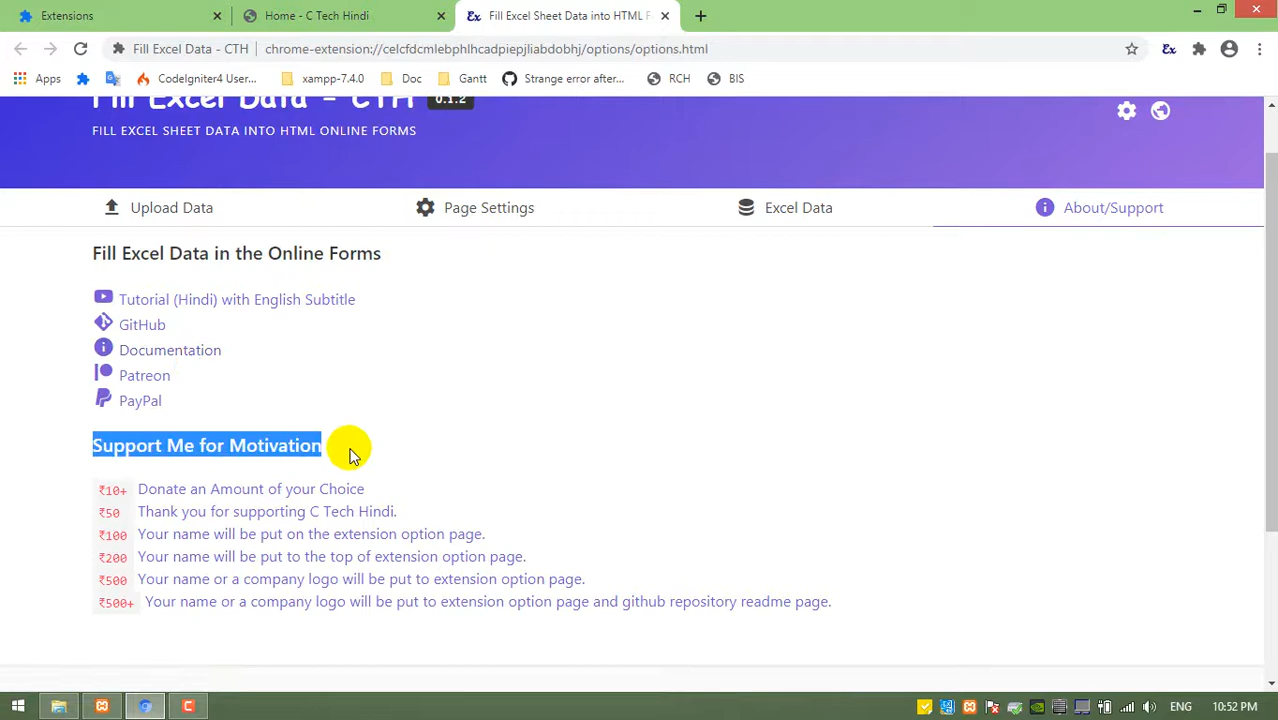 Extensions
Home - C Tech Hindi
Fill Excel Sheet Data into HTML F
Fill Excel Data - CTH
chrome-extension://celcfdcmlebphlhcadpiepjliabdobhj/options/options.html
Apps
CodeIgniter4 User...
xampp-7.4.0
Doc
Gantt
Strange error after...
RCH
BIS
Fill Excel Data - CTH 0.1.2
FILL EXCEL SHEET DATA INTO HTML ONLINE FORMS
Upload Data
Page Settings
Excel Data
About/Support
Fill Excel Data in the Online Forms
Tutorial (Hindi) with English Subtitle
GitHub
Documentation
Patreon
PayPal
Support Me for Motivation
₹10+ Donate an Amount of your Choice
₹50 Thank you for supporting C Tech Hindi.
₹100 Your name will be put on the extension option page.
₹200 Your name will be put to the top of extension option page.
₹500 Your name or a company logo will be put to extension option page.
₹500+ Your name or a company logo will be put to extension option page and github repository readme page.
ENG
10:52 PM